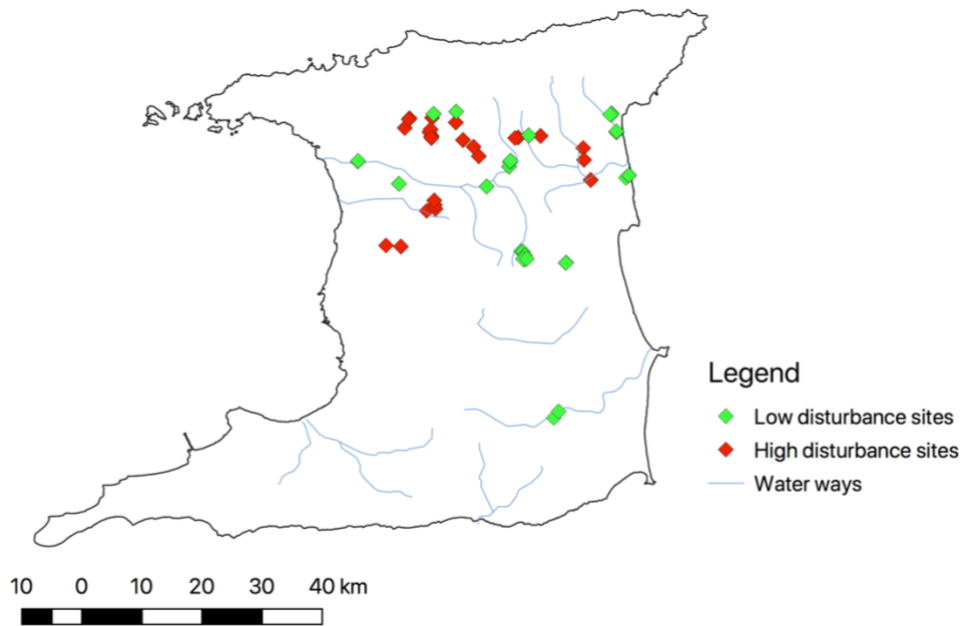 Legend
Low disturbance sites
High disturbance sites
Water ways
10 0 10 20 30 40 km